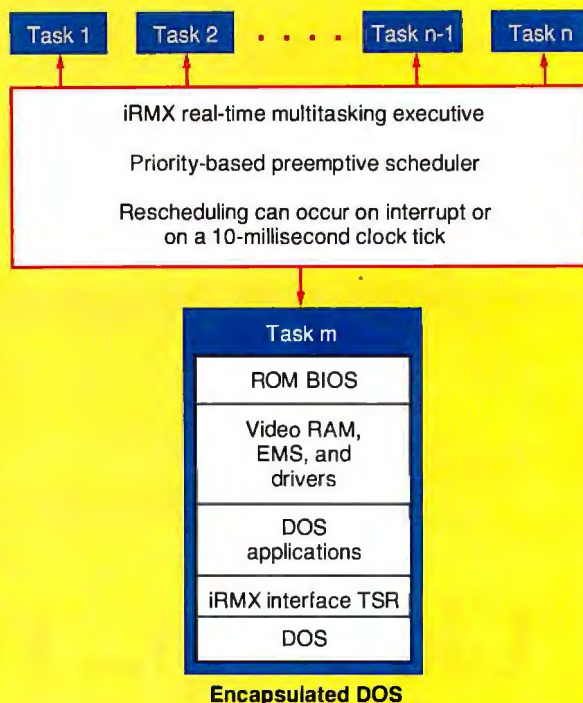 Task 1
Task 2
. . . .
Task n-1
Task n
iRMX real-time multitasking executive
Priority-based preemptive scheduler
Rescheduling can occur on interrupt or
on a 10-millisecond clock tick
Task m
ROM BIOS
Video RAM,
EMS, and
drivers
DOS
applications
iRMX interface TSR
DOS
Encapsulated DOS